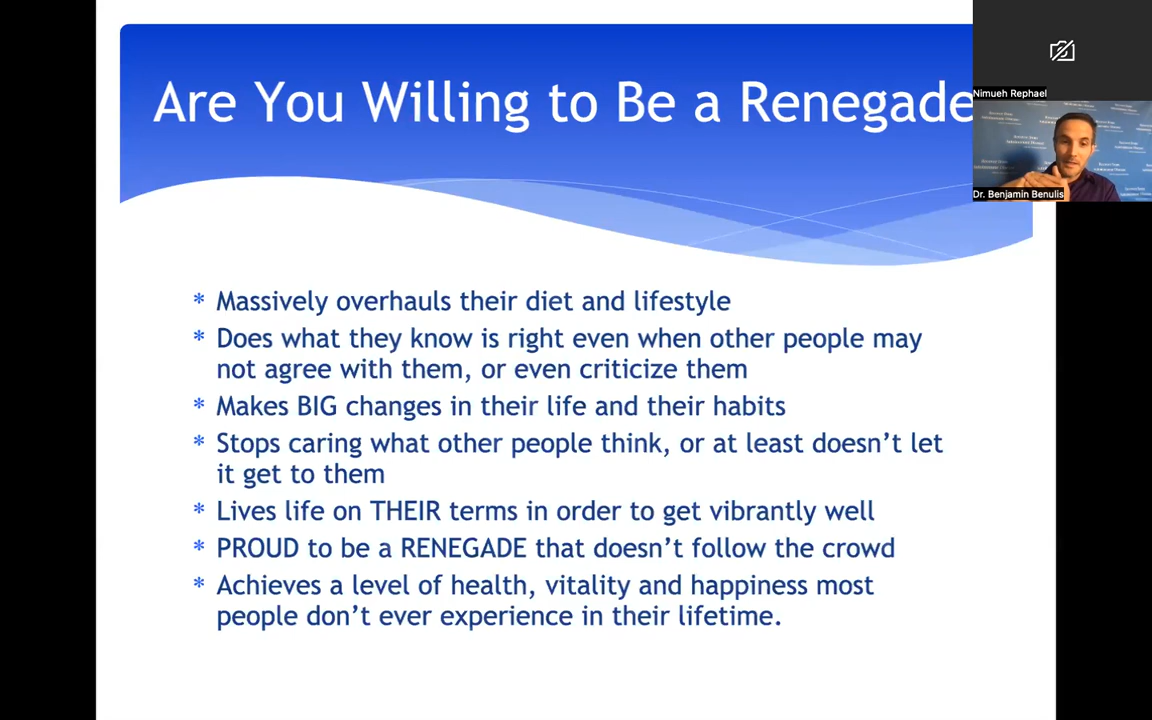 Are You Willing to Be a Renegade
Nimueh Rephael
Dr. Benjamin Benulis
* Massively overhauls their diet and lifestyle
* Does what they know is right even when other people may
not agree with them, or even criticize them
* Makes BIG changes in their life and their habits
* Stops caring what other people think, or at least doesn’t let
it get to them
* Lives life on THEIR terms in order to get vibrantly well
* PROUD to be a RENEGADE that doesn’t follow the crowd
* Achieves a level of health, vitality and happiness most
people don’t ever experience in their lifetime.